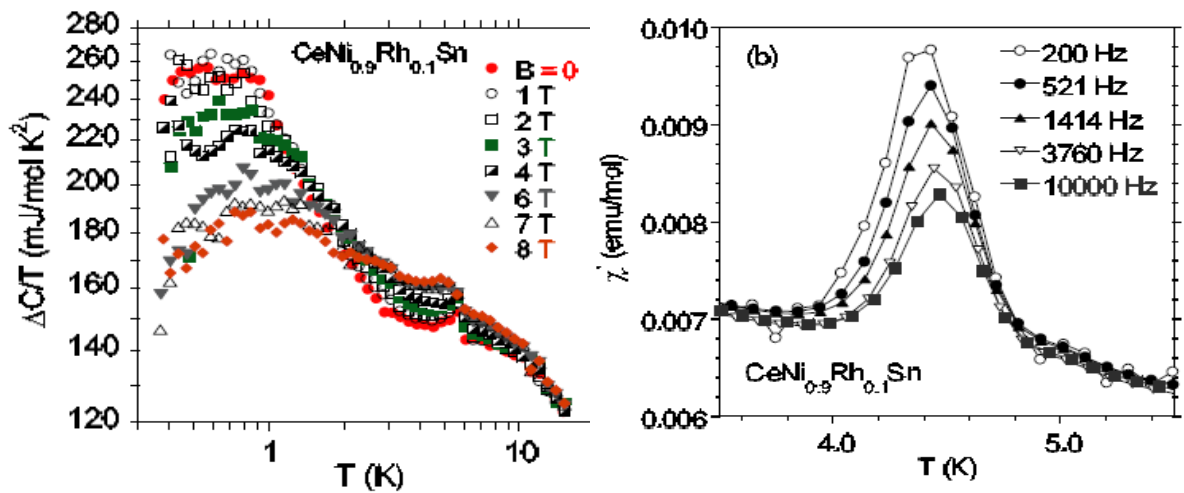 280
260
240
220
200
180
160
140
120
ΔC/T (mJ/mol K²)
CeNi₀.₉Rh₀.₁Sn
B = 0
1 T
2 T
3 T
4 T
6 T
7 T
8 T
1
10
T (K)
(b)
0.010
0.009
0.008
0.007
0.006
χ' (emu/mol)
200 Hz
521 Hz
1414 Hz
3760 Hz
10000 Hz
CeNi₀.₉Rh₀.₁Sn
4.0
5.0
T (K)